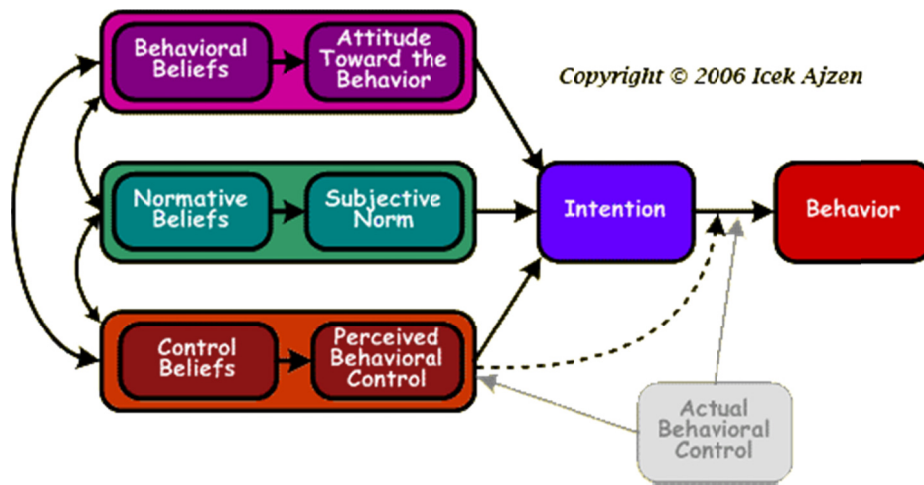 Behavioral
Beliefs
Attitude
Toward the
Behavior
Copyright © 2006 Icek Ajzen
Normative
Beliefs
Subjective
Norm
Intention
Behavior
Control
Beliefs
Perceived
Behavioral
Control
Actual
Behavioral
Control